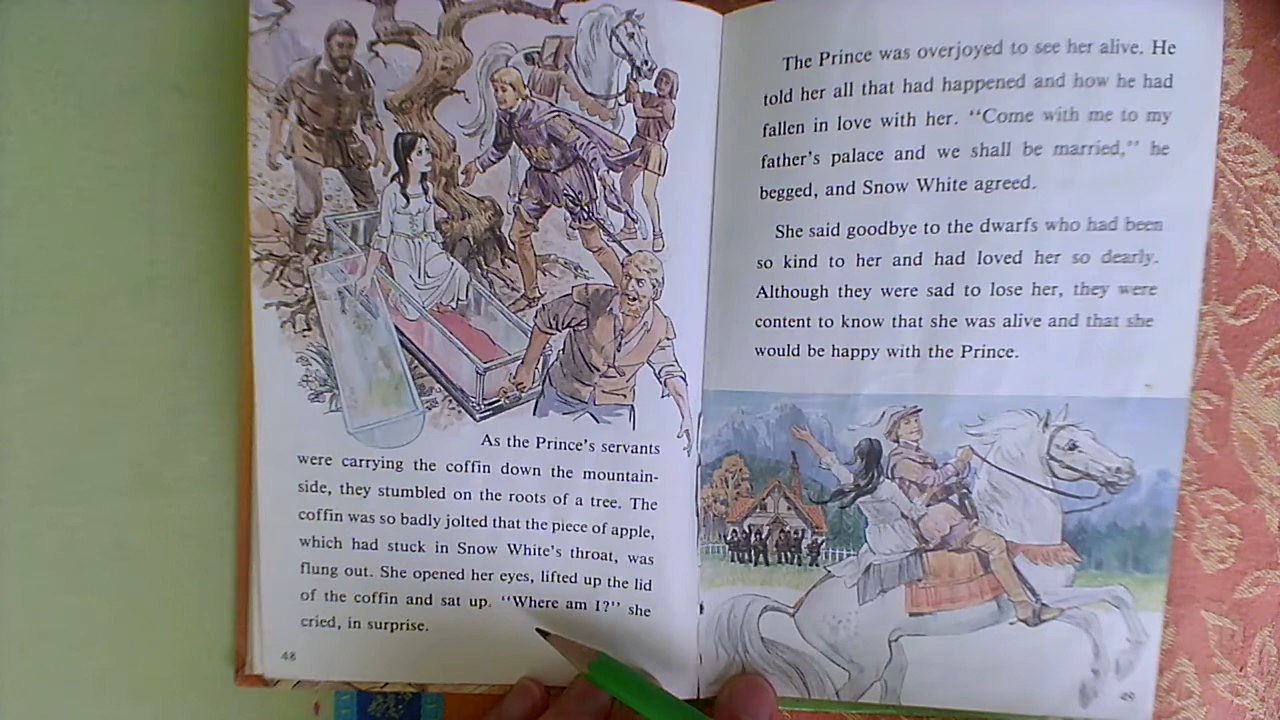 As the Prince's servants
were carrying the coffin down the mountain-
side, they stumbled on the roots of a tree. The
coffin was so badly jolted that the piece of apple,
which had stuck in Snow White's throat, was
flung out. She opened her eyes, lifted up the lid
of the coffin and sat up. "Where am I?" she
cried, in surprise.
48
The Prince was overjoyed to see her alive. He
told her all that had happened and how he had
fallen in love with her. "Come with me to my
father's palace and we shall be married," he
begged, and Snow White agreed.
She said goodbye to the dwarfs who had been
so kind to her and had loved her so dearly.
Although they were sad to lose her, they were
content to know that she was alive and that she
would be happy with the Prince.
49